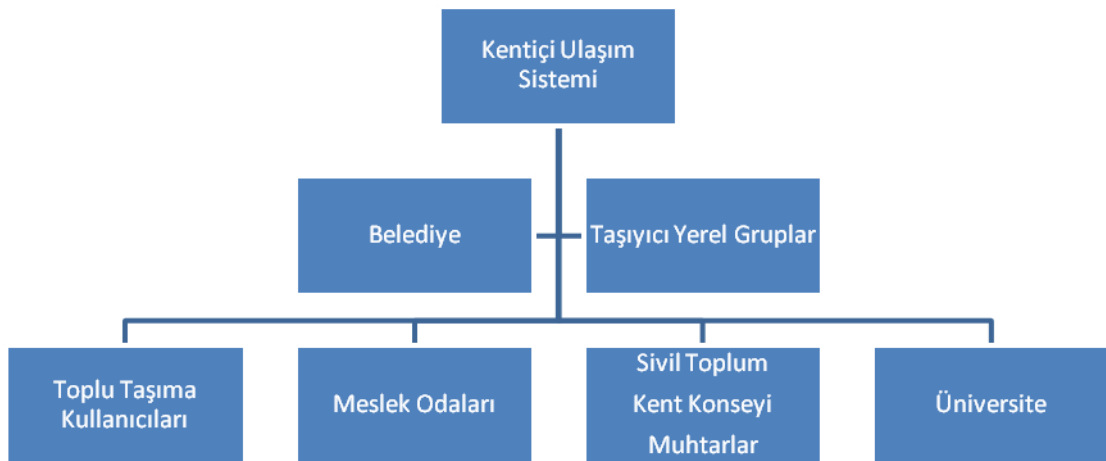 Kentiçi Ulaşım
Sistemi
Belediye
Taşıyıcı Yerel Gruplar
Toplu Taşıma
Kullanıcıları
Meslek Odaları
Sivil Toplum
Kent Konseyi
Muhtarlar
Üniversite